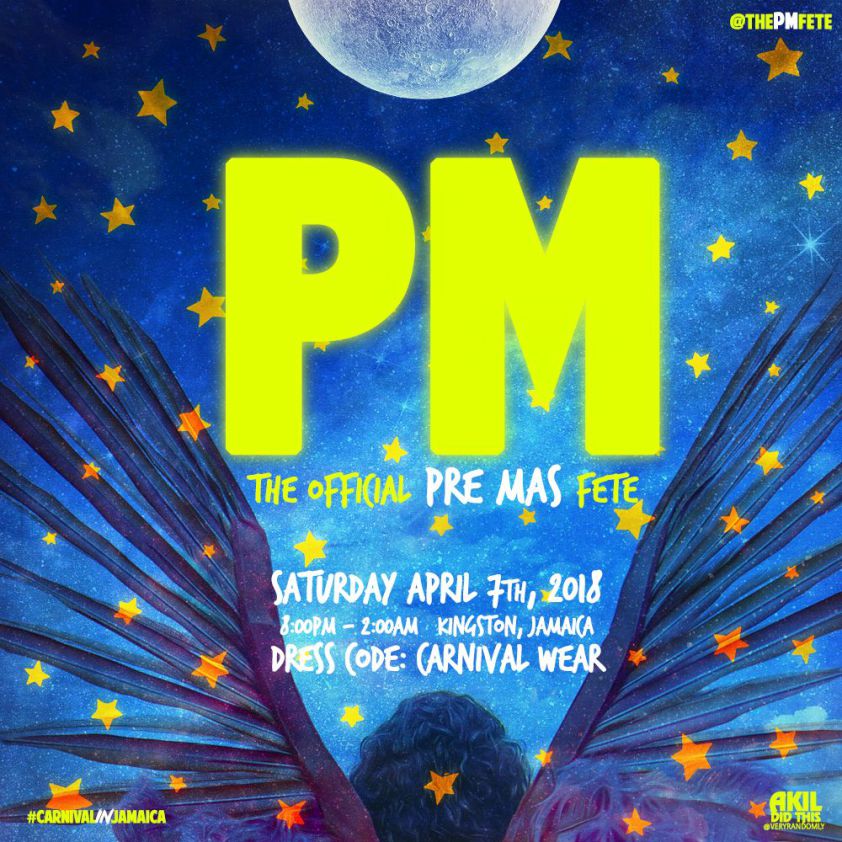 @THEPMFETE
PM
THE OFFICIAL PRE MAS FETE
SATURDAY APRIL 7TH, 2018
8:00PM - 2:00AM KINGSTON, JAMAICA
DRESS CODE: CARNIVAL WEAR
#CARNIVALINJAMAICA
AKIL
DID THIS
@VERYRANDOMLY